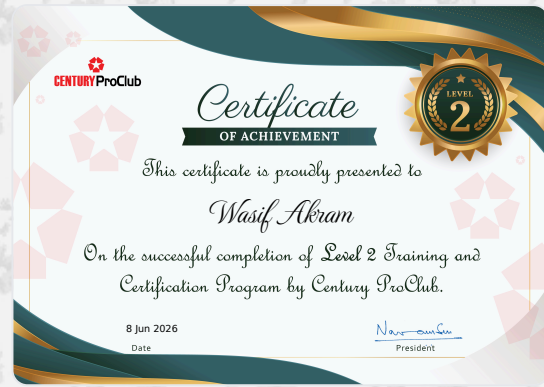 CENTURY ProClub
LEVEL
2
Certificate
OF ACHIEVEMENT
This certificate is proudly presented to
Wasif Akram
On the successful completion of Level 2 Training and
Certification Program by Century ProClub.
8 Jun 2026
Date
President